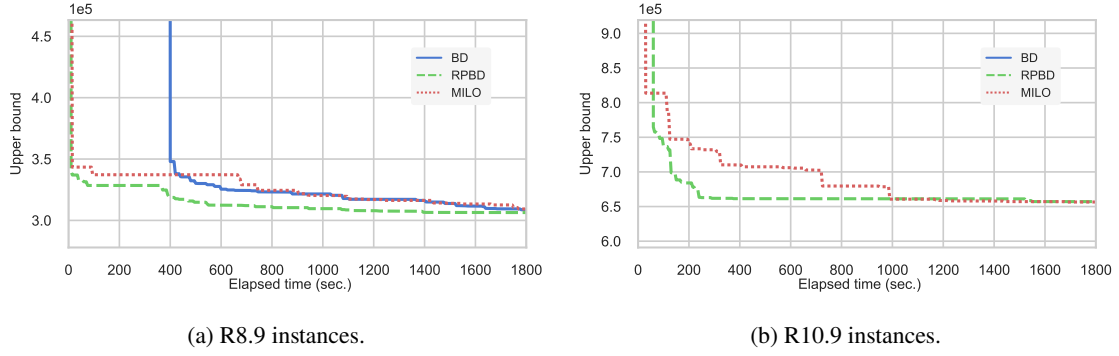 1e5
4.5
4.0
3.5
3.0
Upper bound
BD
RPBD
MILO
0 200 400 600 800 1000 1200 1400 1600 1800
Elapsed time (sec.)
(a) R8.9 instances.
1e5
9.0
8.5
8.0
7.5
7.0
6.5
6.0
Upper bound
BD
RPBD
MILO
0 200 400 600 800 1000 1200 1400 1600 1800
Elapsed time (sec.)
(b) R10.9 instances.